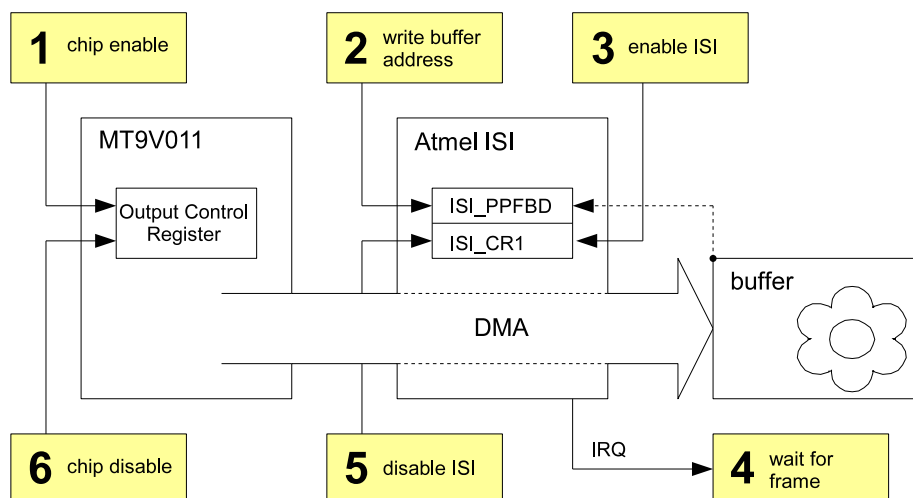 1 chip enable
2 write buffer
address
3 enable ISI
MT9V011
Atmel ISI
Output Control
Register
ISI_PPFBD
ISI_CR1
buffer
DMA
IRQ
6 chip disable
5 disable ISI
4 wait for
frame